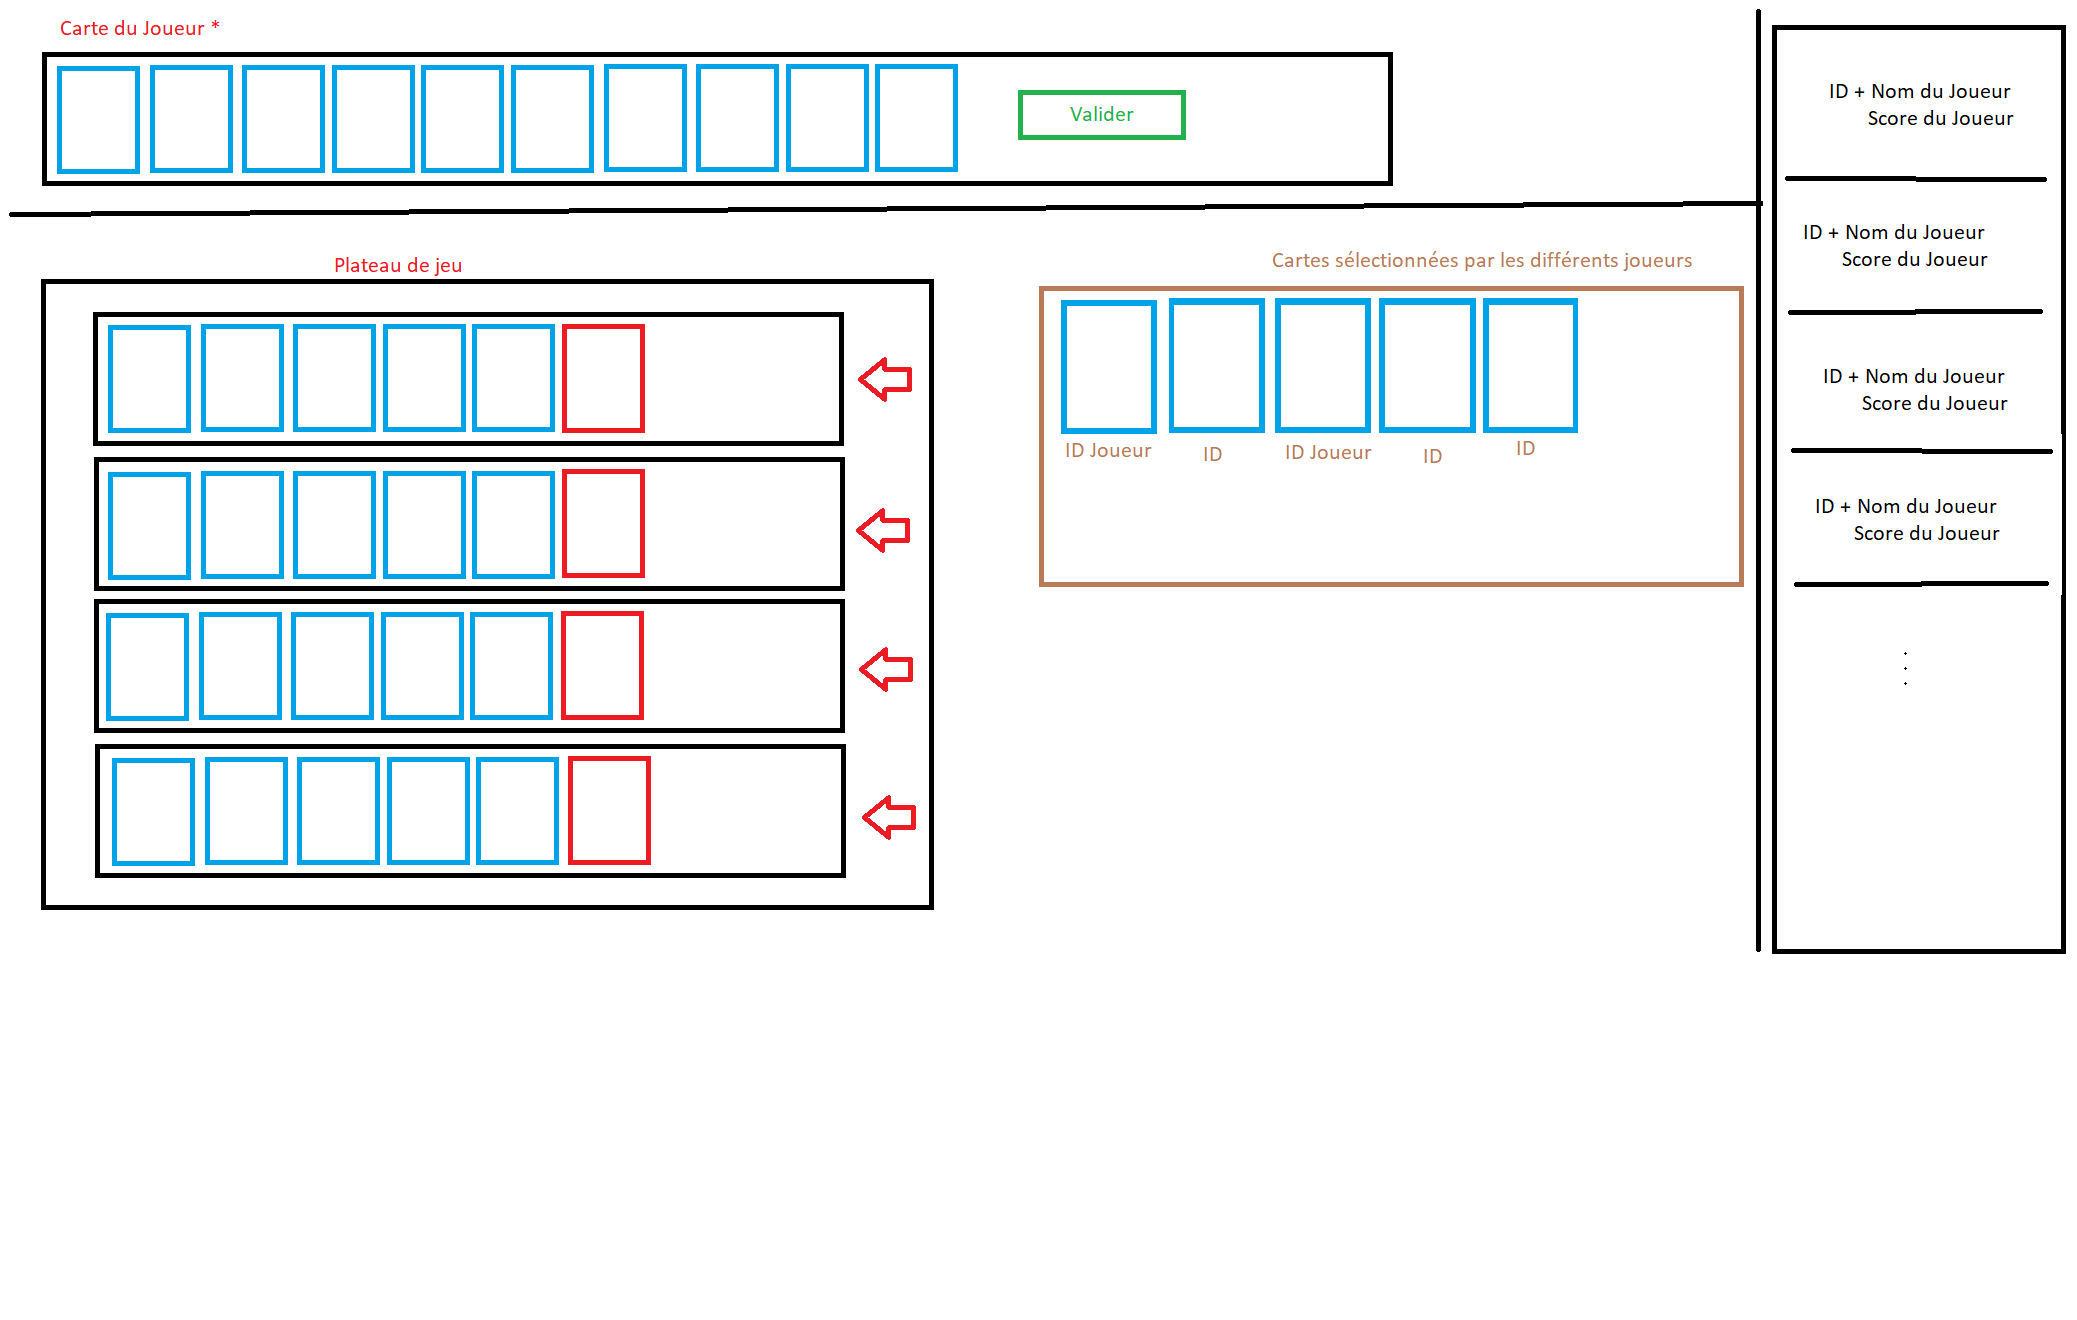 Carte du Joueur *
Valider
Plateau de jeu
Cartes sélectionnées par les différents joueurs
ID Joueur
ID
ID Joueur
ID
ID
ID + Nom du Joueur
Score du Joueur
ID + Nom du Joueur
Score du Joueur
ID + Nom du Joueur
Score du Joueur
ID + Nom du Joueur
Score du Joueur
.
.
.